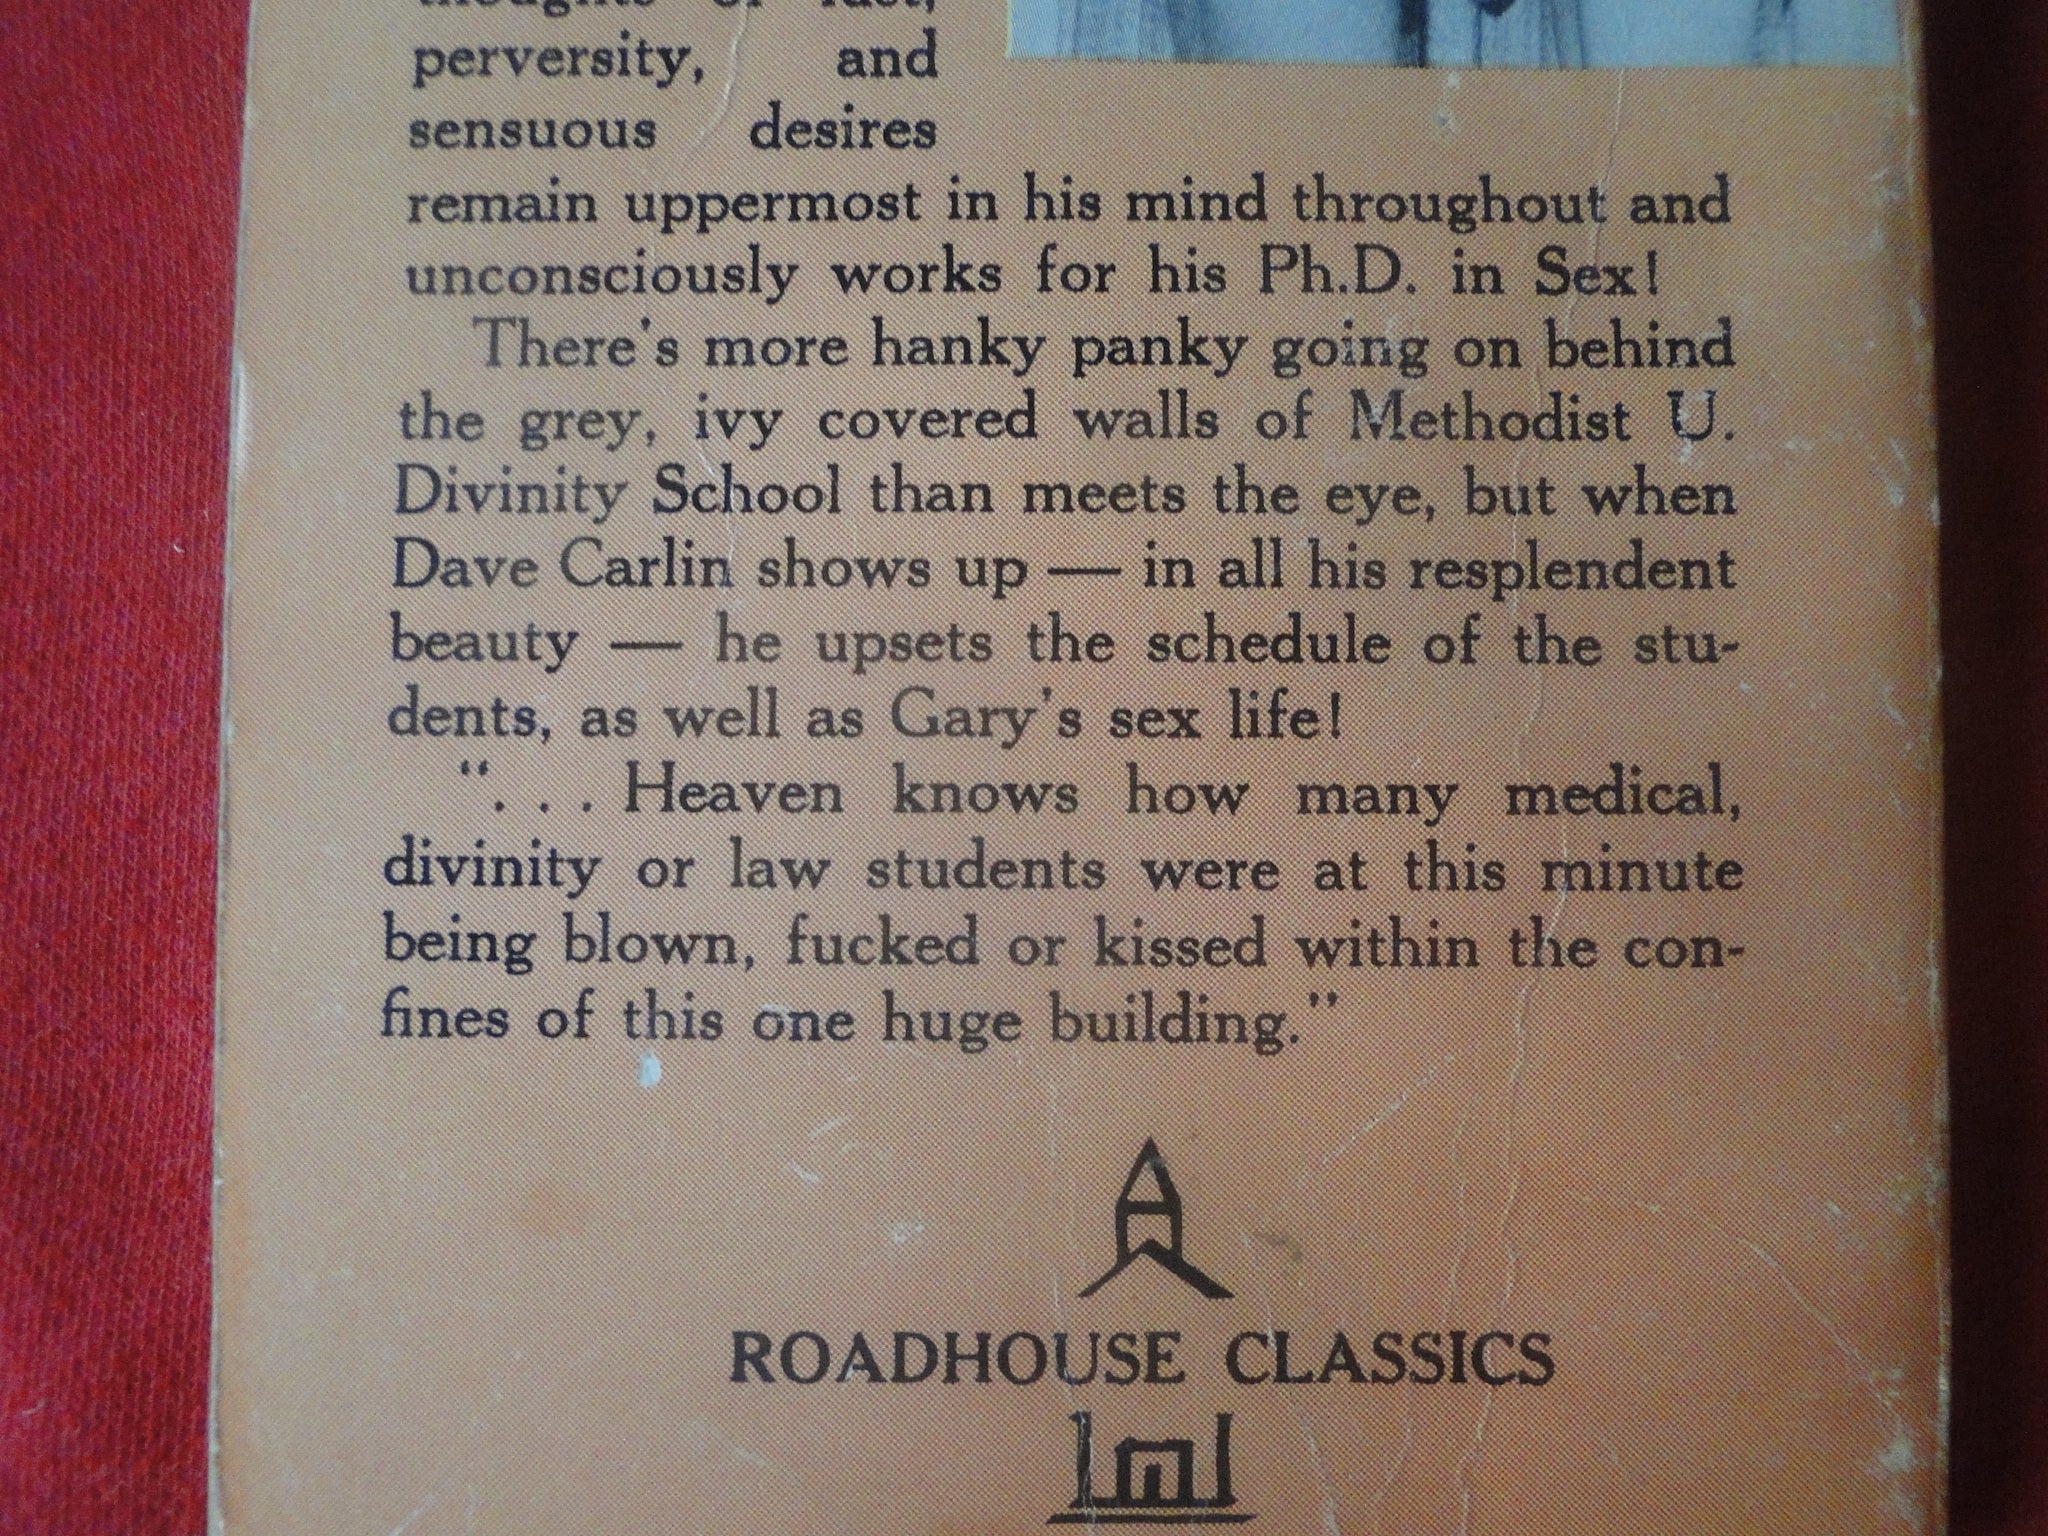 perversity, and
sensuous desires
remain uppermost in his mind throughout and
unconsciously works for his Ph.D. in Sex!
There's more hanky panky going on behind
the grey, ivy covered walls of Methodist U.
Divinity School than meets the eye, but when
Dave Carlin shows up — in all his resplendent
beauty — he upsets the schedule of the stu-
dents, as well as Gary's sex life!
". . . Heaven knows how many medical,
divinity or law students were at this minute
being blown, fucked or kissed within the con-
fines of this one huge building."
ROADHOUSE CLASSICS